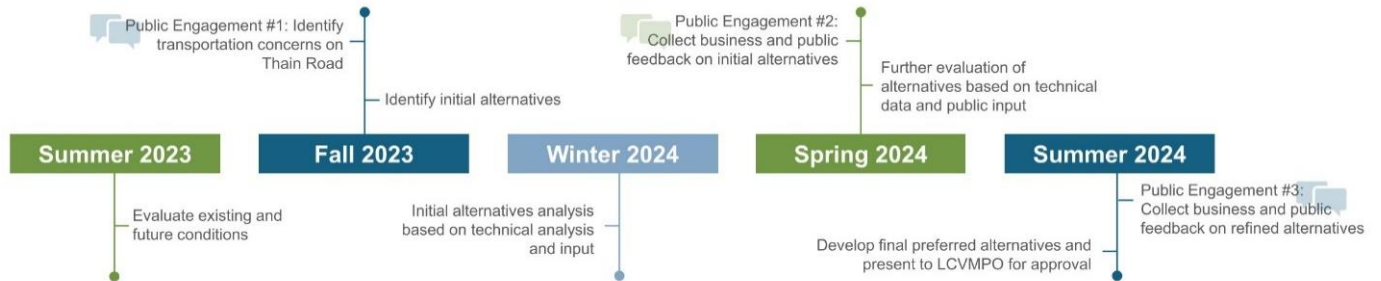 Public Engagement #1: Identify
transportation concerns on
Thain Road
Identify initial alternatives
Public Engagement #2:
Collect business and public
feedback on initial alternatives
Further evaluation of
alternatives based on technical
data and public input
Summer 2023
Fall 2023
Winter 2024
Spring 2024
Summer 2024
Evaluate existing and
future conditions
Initial alternatives analysis
based on technical analysis
and input
Public Engagement #3:
Collect business and public
feedback on refined alternatives
Develop final preferred alternatives and
present to LCVMPO for approval